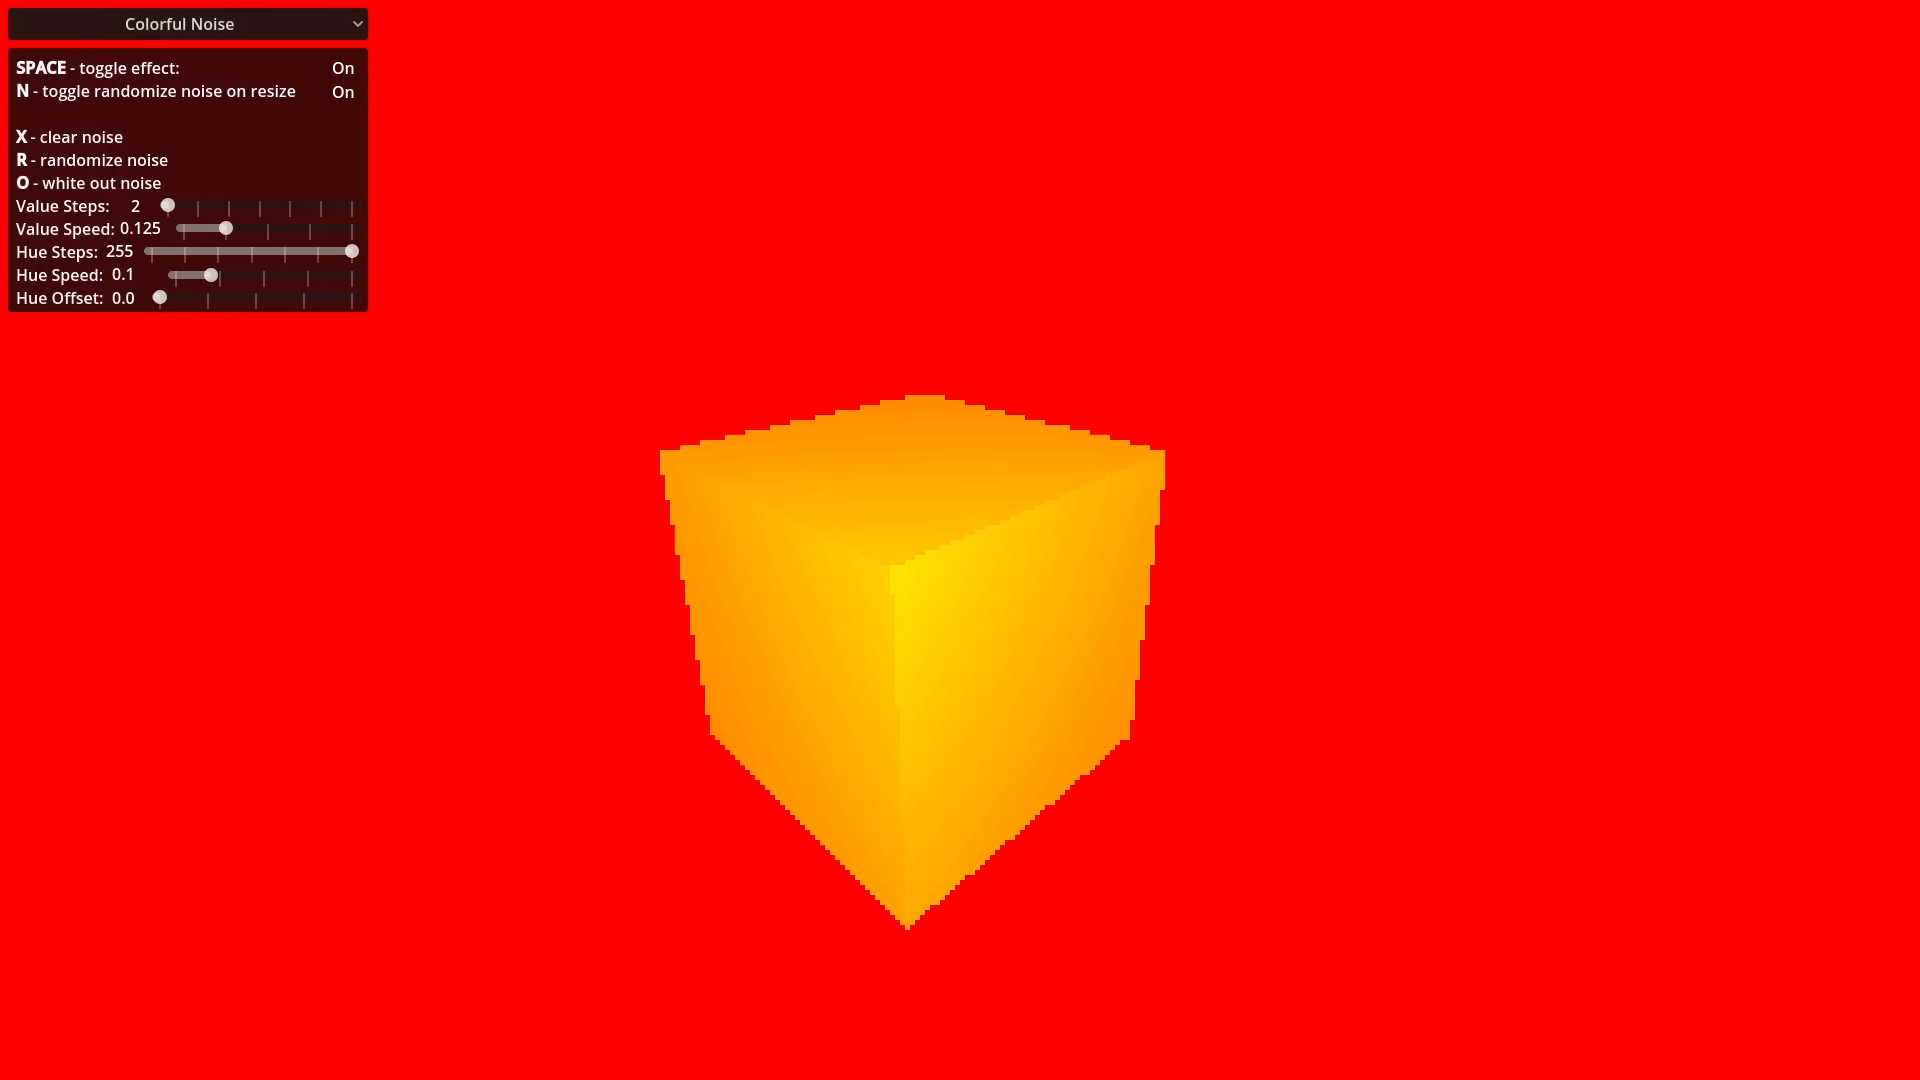 Colorful Noise
SPACE - toggle effect: On
N - toggle randomize noise on resize On
X - clear noise
R - randomize noise
O - white out noise
Value Steps: 2
Value Speed: 0.125
Hue Steps: 255
Hue Speed: 0.1
Hue Offset: 0.0